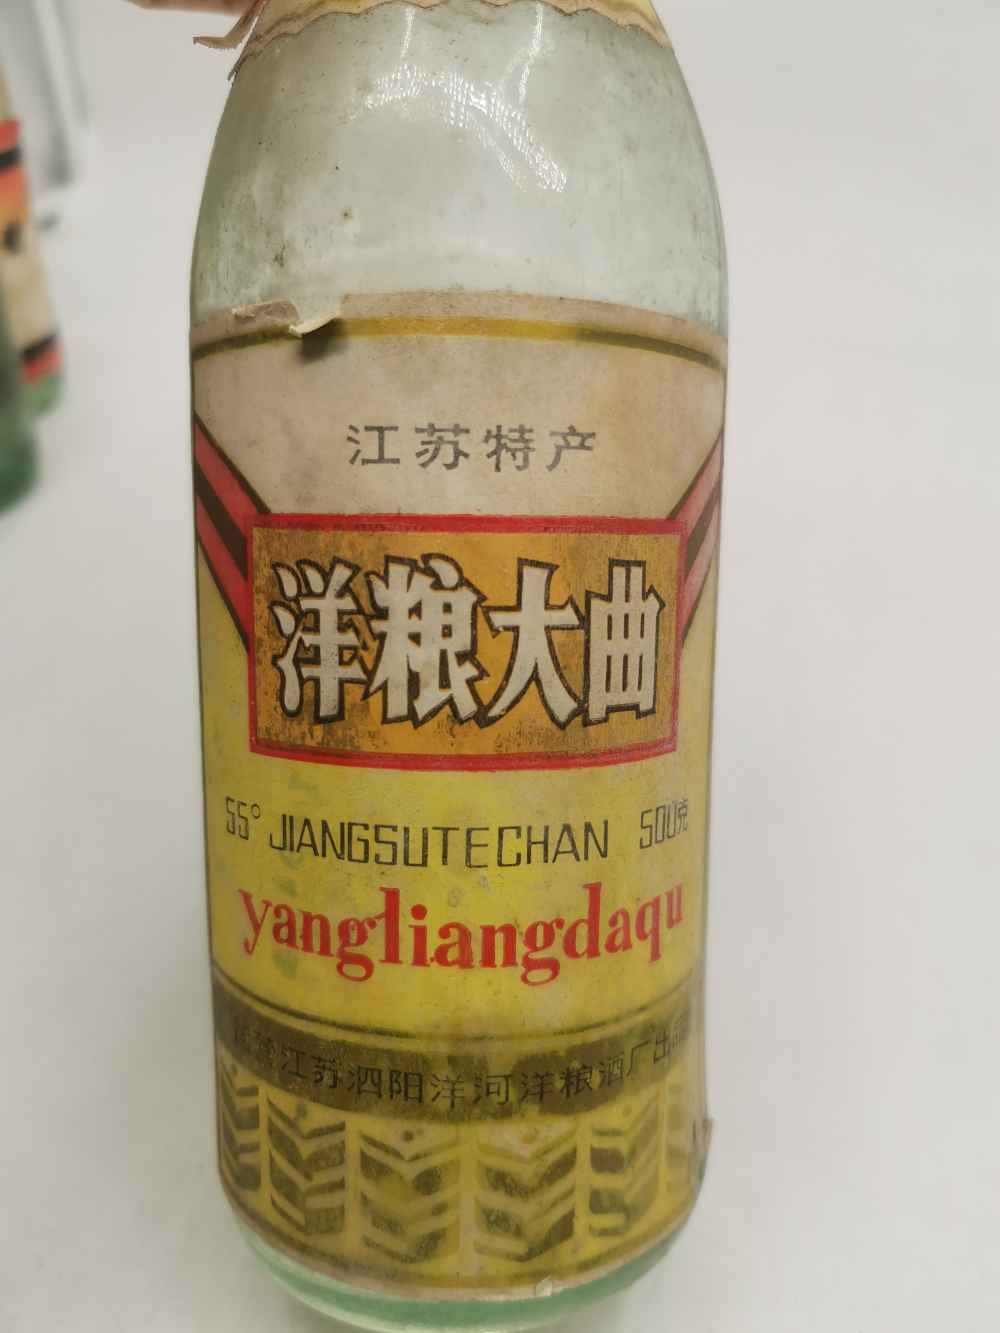 江苏特产
洋粮大曲
55° JIANGSUTECHAN 500克
yangliangdaqu
江苏泗阳洋河洋粮酒厂出品